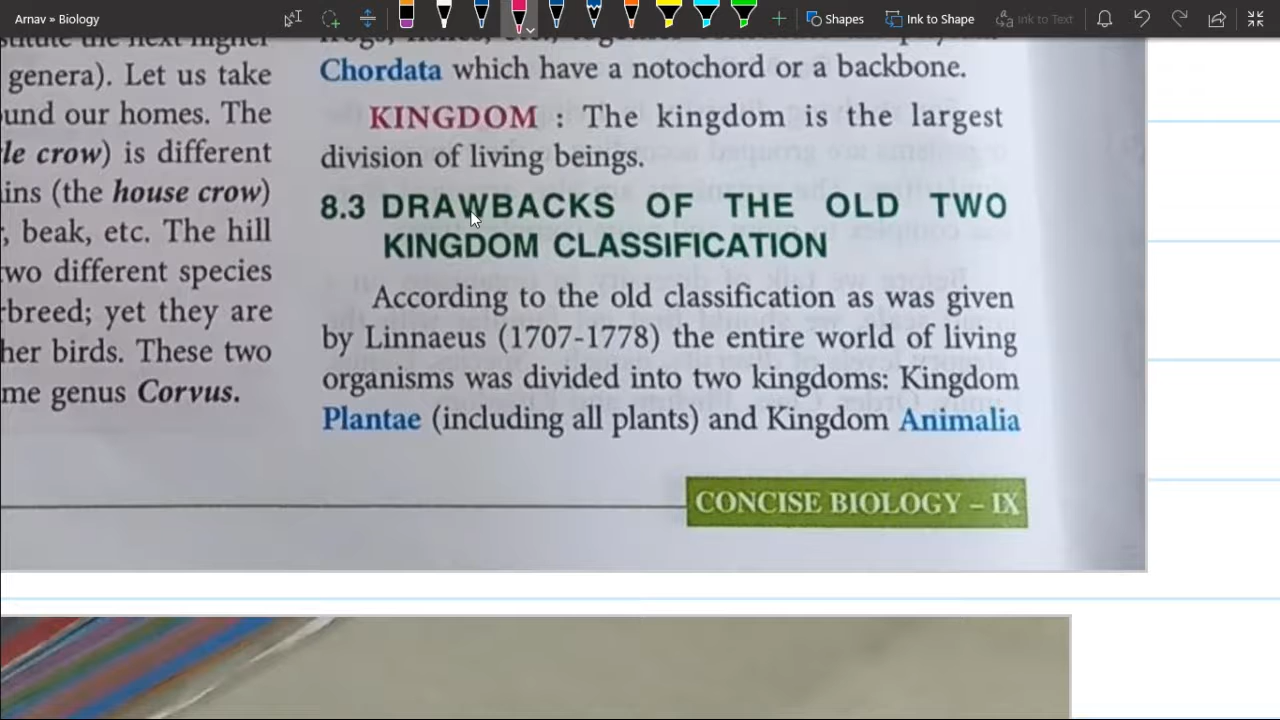 Arnav » Biology
Shapes
Ink to Shape
Ink to Text
genera). Let us take
und our homes. The
le crow) is different
ins (the house crow)
, beak, etc. The hill
two different species
breed; yet they are
her birds. These two
me genus Corvus.
Chordata which have a notochord or a backbone.
KINGDOM : The kingdom is the largest
division of living beings.
8.3 DRAWBACKS OF THE OLD TWO
KINGDOM CLASSIFICATION
According to the old classification as was given
by Linnaeus (1707-1778) the entire world of living
organisms was divided into two kingdoms: Kingdom
Plantae (including all plants) and Kingdom Animalia
CONCISE BIOLOGY – IX